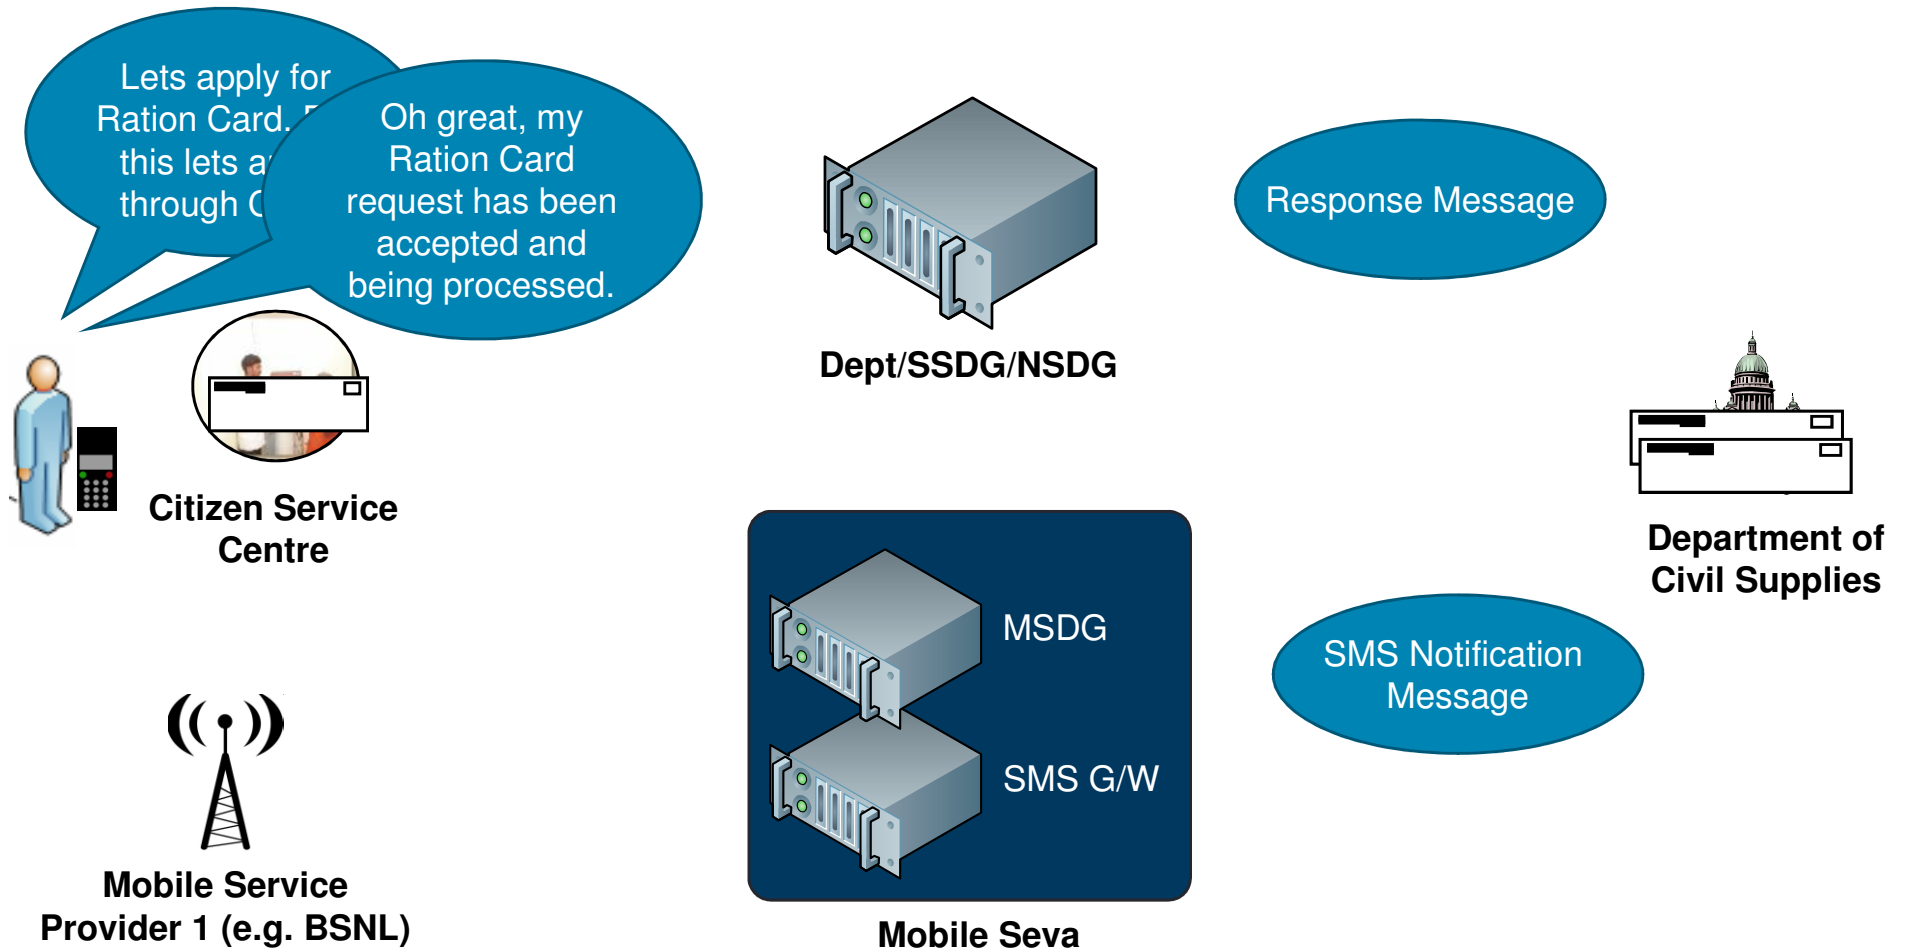 Lets apply for
Ration Card.
this lets
through
Oh great, my
Ration Card
request has been
accepted and
being processed.
Response Message
Dept/SSDG/NSDG
Citizen Service
Centre
Department of
Civil Supplies
MSDG
SMS Notification
Message
SMS G/W
Mobile Service
Provider 1 (e.g. BSNL)
Mobile Seva